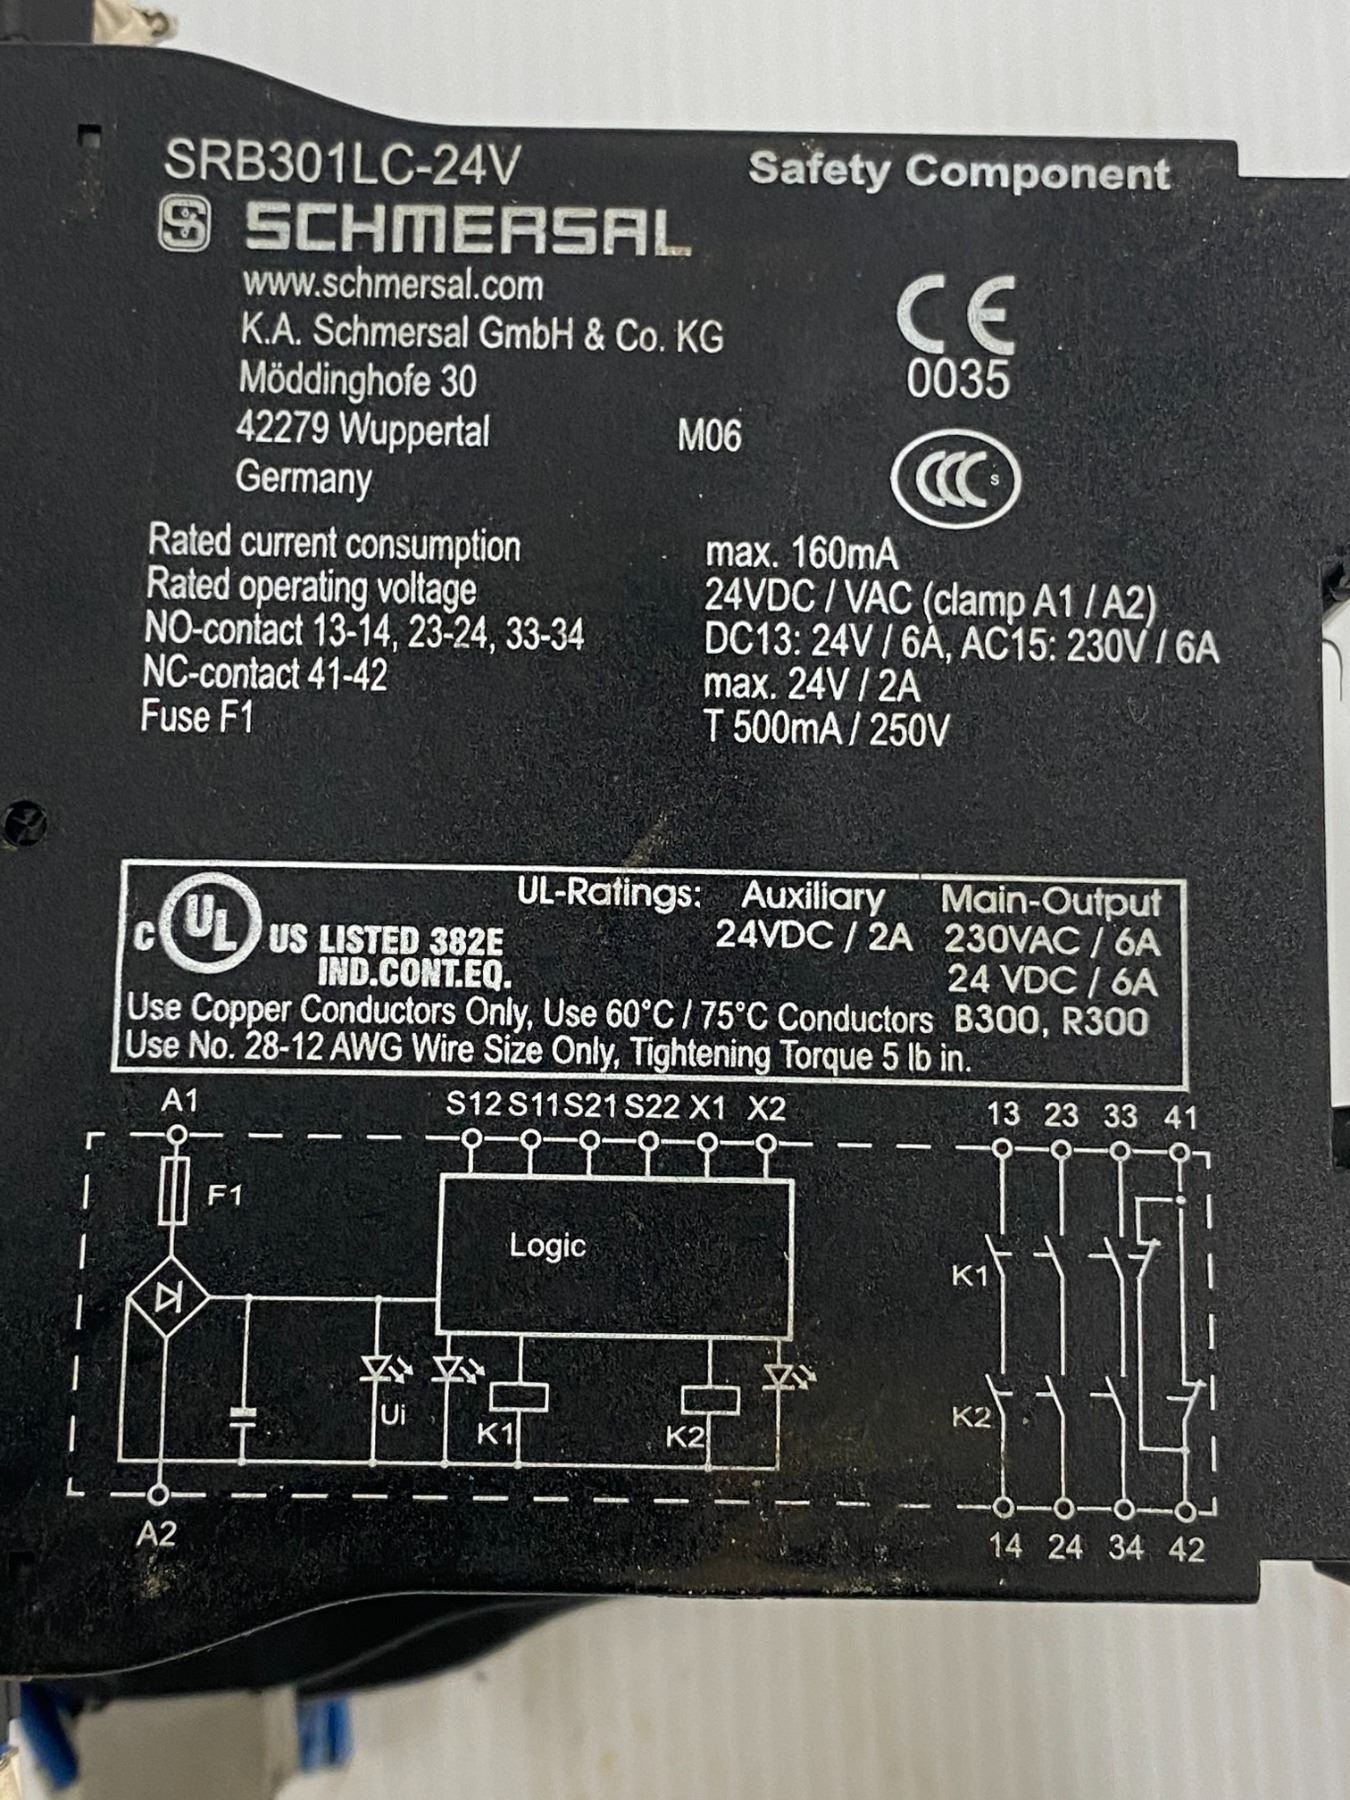 SRB301LC-24V Safety Component
SCHMERSAL
www.schmersal.com
K.A. Schmersal GmbH & Co. KG
CE
0035
Möddinghofe 30
42279 Wuppertal M06
Germany
CCC S
Rated current consumption max. 160mA
Rated operating voltage 24VDC / VAC (clamp A1 / A2)
NO-contact 13-14, 23-24, 33-34 DC13: 24V / 6A, AC15: 230V / 6A
NC-contact 41-42 max. 24V / 2A
Fuse F1 T 500mA / 250V
UL-Ratings: Auxiliary Main-Output
C UL US LISTED 382E 24VDC / 2A 230VAC / 6A
IND.CONT.EQ. 24 VDC / 6A
Use Copper Conductors Only, Use 60°C / 75°C Conductors B300, R300
Use No. 28-12 AWG Wire Size Only, Tightening Torque 5 lb in.
A1 S12 S11 S21 S22 X1 X2 13 23 33 41
F1
Logic
K1
Ui
K1 K2
K2
A2 14 24 34 42